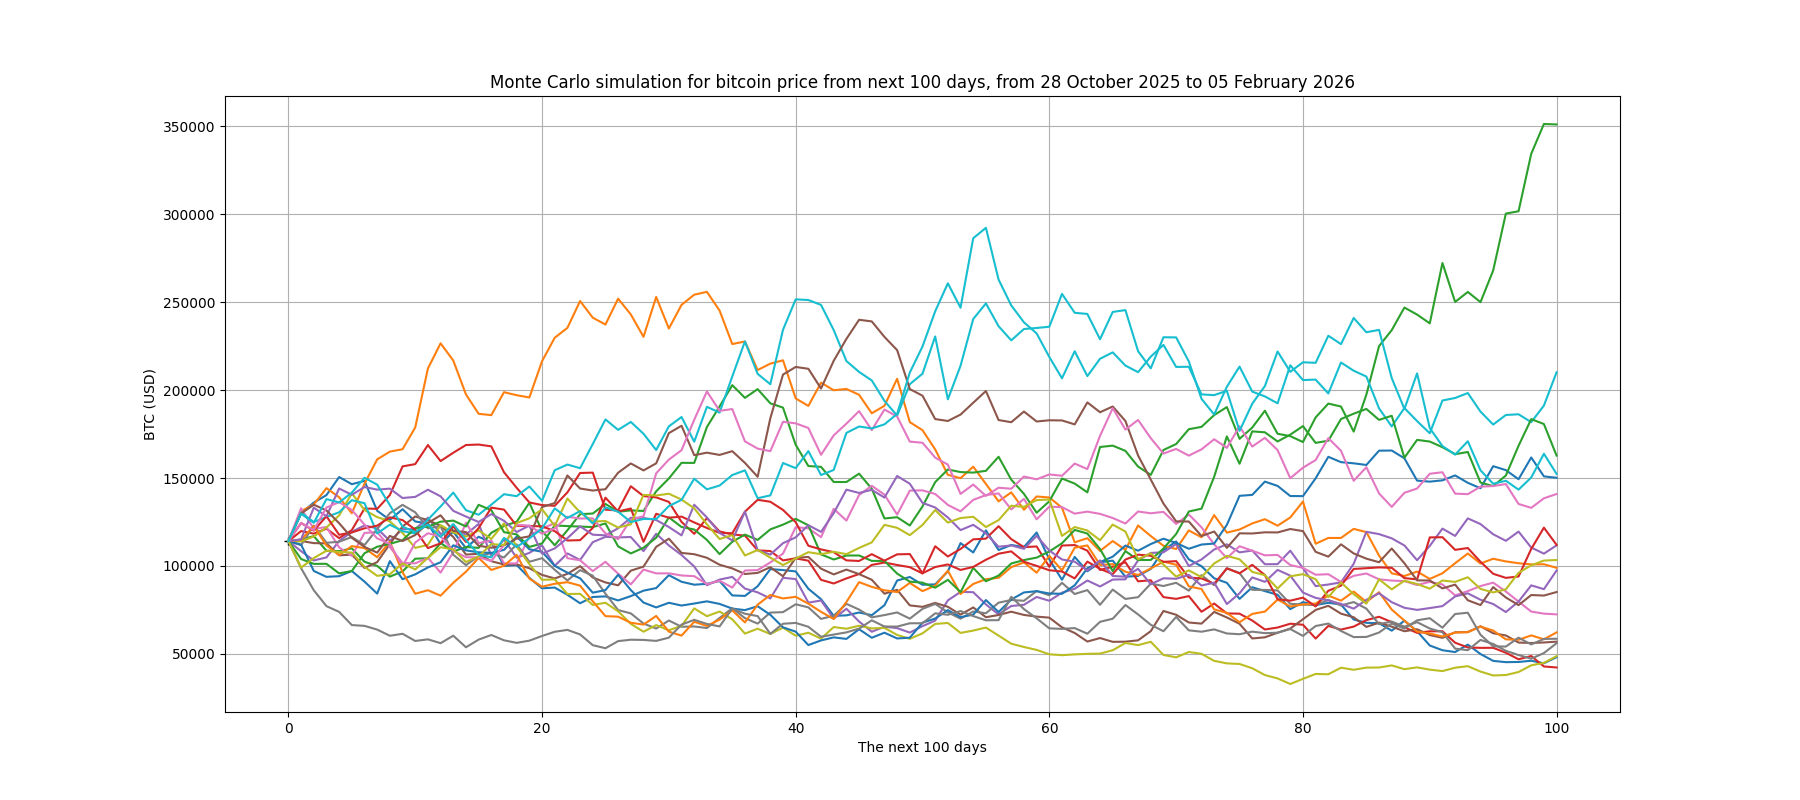 Monte Carlo simulation for bitcoin price from next 100 days, from 28 October 2025 to 05 February 2026
350000
300000
250000
200000
150000
100000
50000
BTC (USD)
0 20 40 60 80 100
The next 100 days